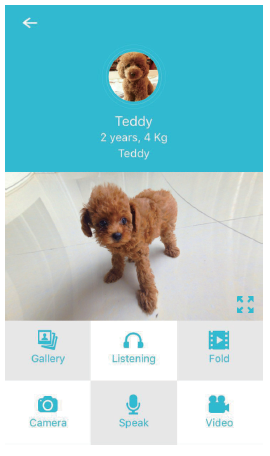 Teddy
2 years, 4 Kg
Teddy
Gallery
Listening
Fold
Camera
Speak
Video